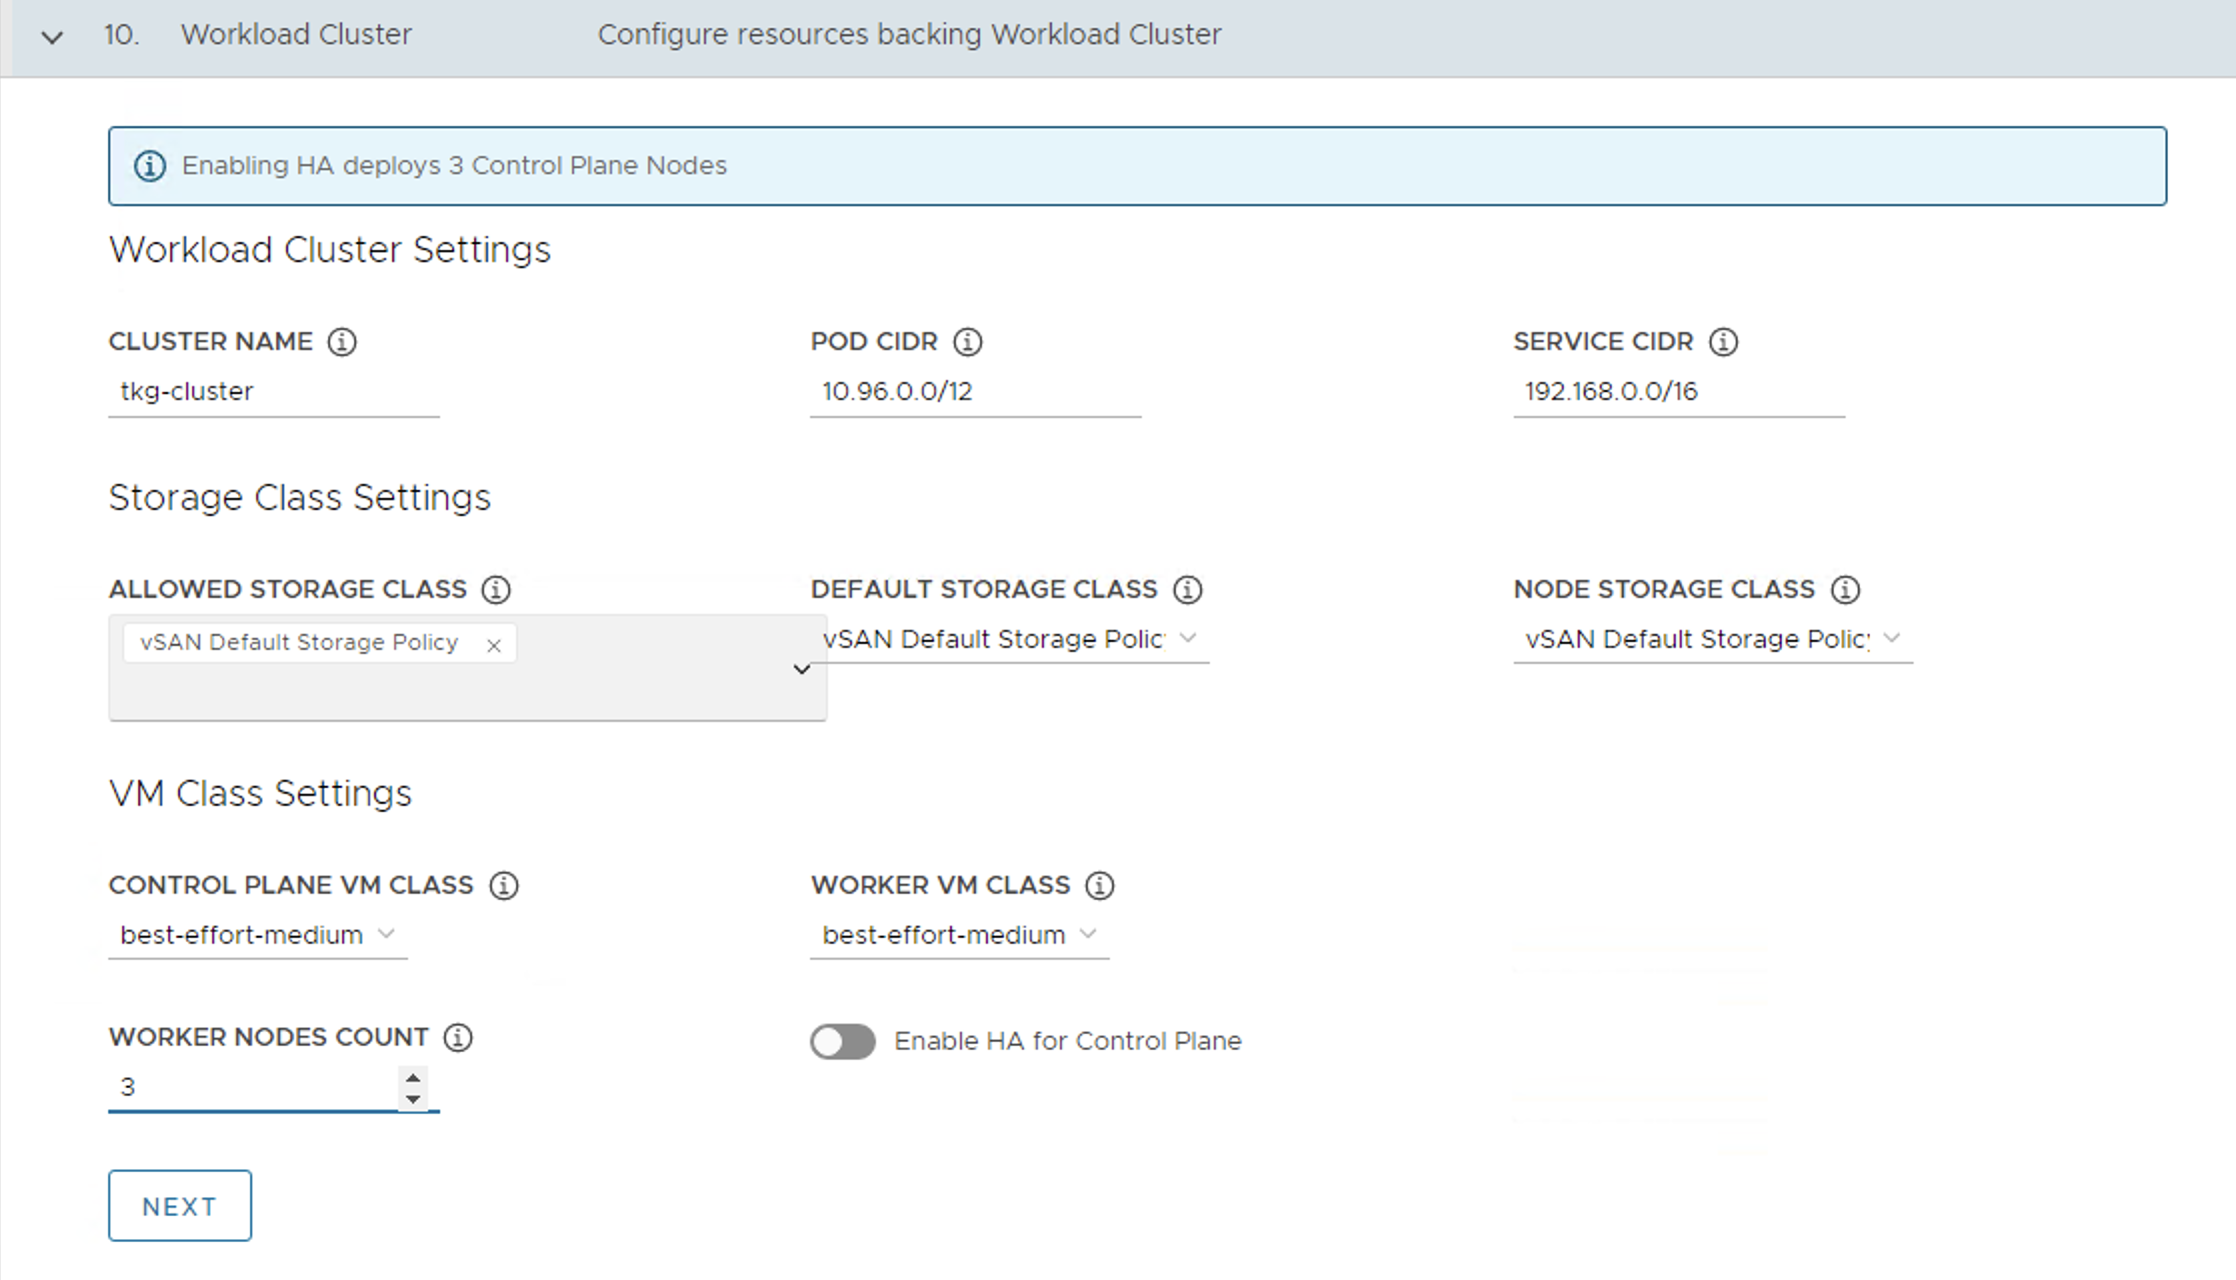 10. Workload Cluster Configure resources backing Workload Cluster
Enabling HA deploys 3 Control Plane Nodes
Workload Cluster Settings
CLUSTER NAME POD CIDR SERVICE CIDR
tkg-cluster 10.96.0.0/12 192.168.0.0/16
Storage Class Settings
ALLOWED STORAGE CLASS DEFAULT STORAGE CLASS NODE STORAGE CLASS
vSAN Default Storage Policy vSAN Default Storage Polic vSAN Default Storage Polic
VM Class Settings
CONTROL PLANE VM CLASS WORKER VM CLASS
best-effort-medium best-effort-medium
WORKER NODES COUNT Enable HA for Control Plane
3
NEXT